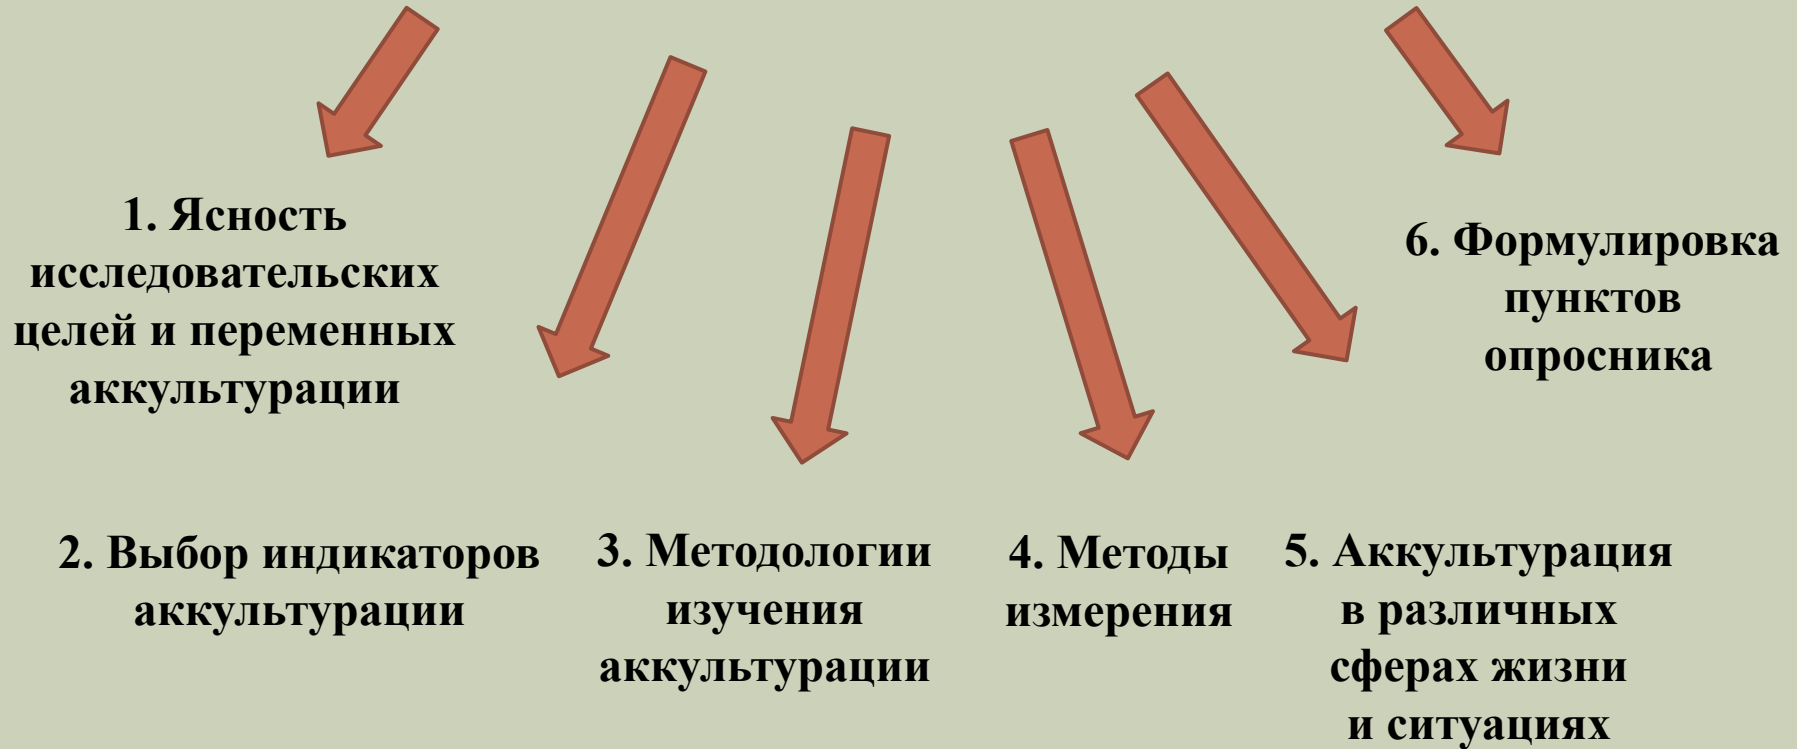 1. Ясность
исследовательских
целей и переменных
аккультурации
2. Выбор индикаторов
аккультурации
3. Методологии
изучения
аккультурации
4. Методы
измерения
5. Аккультурация
в различных
сферах жизни
и ситуациях
6. Формулировка
пунктов
опросника